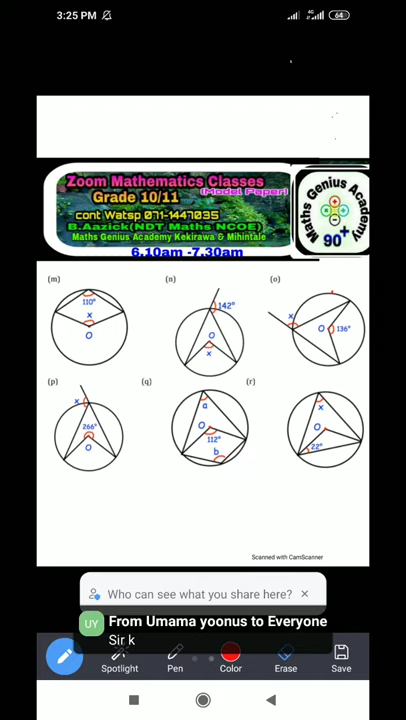 3:25 PM
4G
64
Zoom Mathematics Classes
(Model Paper)
Grade 10/11
cont Watsp 071-1447035
B.Aazick(NDT Maths NCOE)
Maths Genius Academy Kekirawa & Mihintale
6.10am -7.30am
Maths Genius Academy
90+
(m)
(n)
(o)
110°
x
O
142°
O
x
x
O
136°
(p)
(q)
(r)
x
266°
O
a
O
112°
b
x
O
22°
Scanned with CamScanner
Who can see what you share here? ×
UY
From Umama yoonus to Everyone
Sir k
Spotlight
Pen
Color
Erase
Save